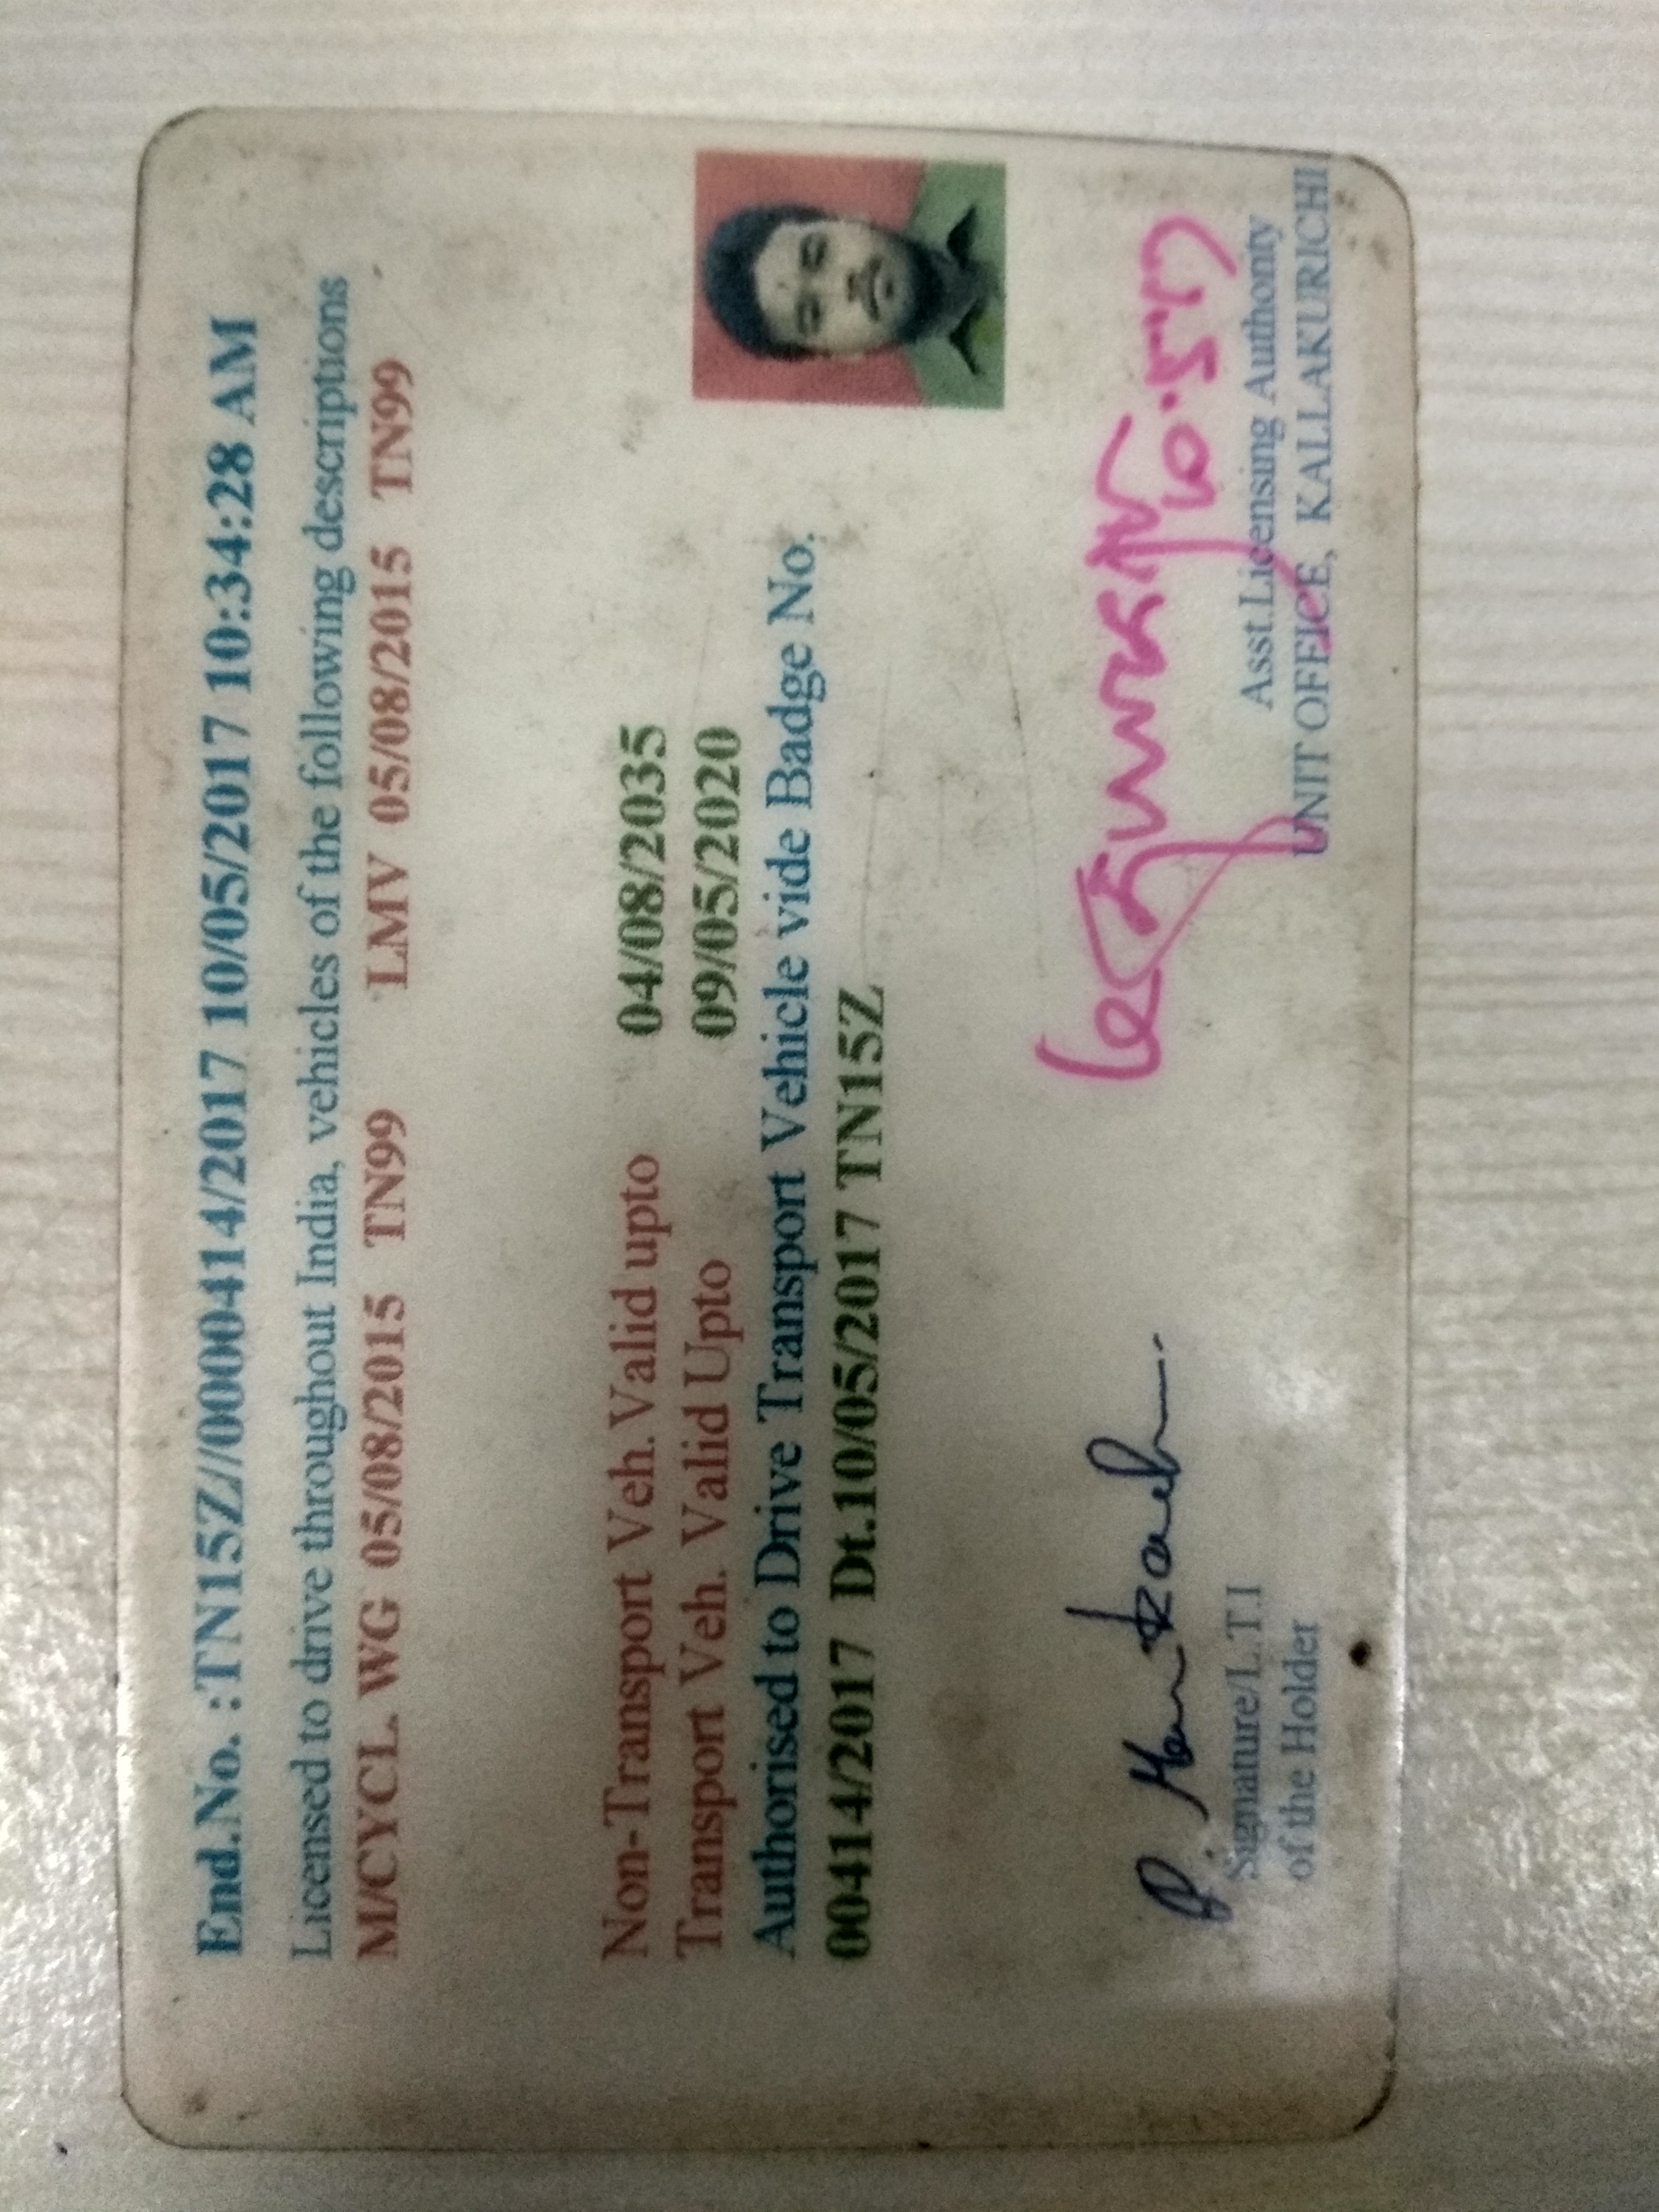 End.No. :TN15Z//0000414/2017 10/05/2017 10:34:28 AM
Licensed to drive throughout India, vehicles of the following descriptions
M/CYCL. WG 05/08/2015 TN99 LMV 05/08/2015 TN99
Non-Transport Veh.Valid upto 04/08/2035
Transport Veh. Valid Upto 09/05/2020
Authorised to Drive Transport Vehicle vide Badge No.
00414/2017 Dt.10/05/2017 TN15Z
10.5.17
Signature/L.T.I
of the Holder
Asst.Licensing Authority
UNIT OFFICE, KALLAKURICHI